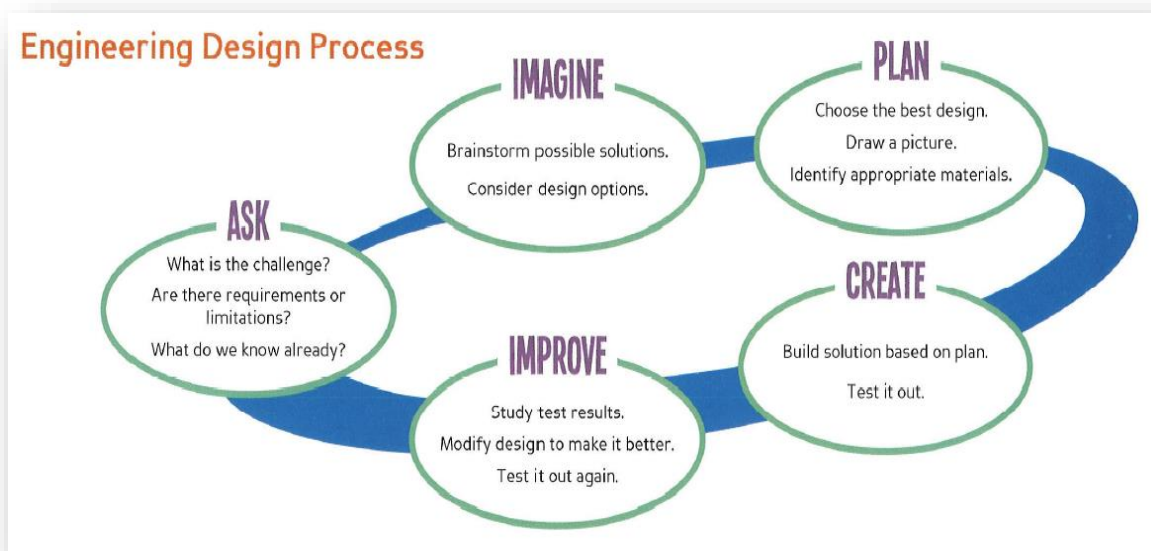 Engineering Design Process
ASK
What is the challenge?
Are there requirements or
limitations?
What do we know already?
IMAGINE
Brainstorm possible solutions.
Consider design options.
PLAN
Choose the best design.
Draw a picture.
Identify appropriate materials.
CREATE
Build solution based on plan.
Test it out.
IMPROVE
Study test results.
Modify design to make it better.
Test it out again.